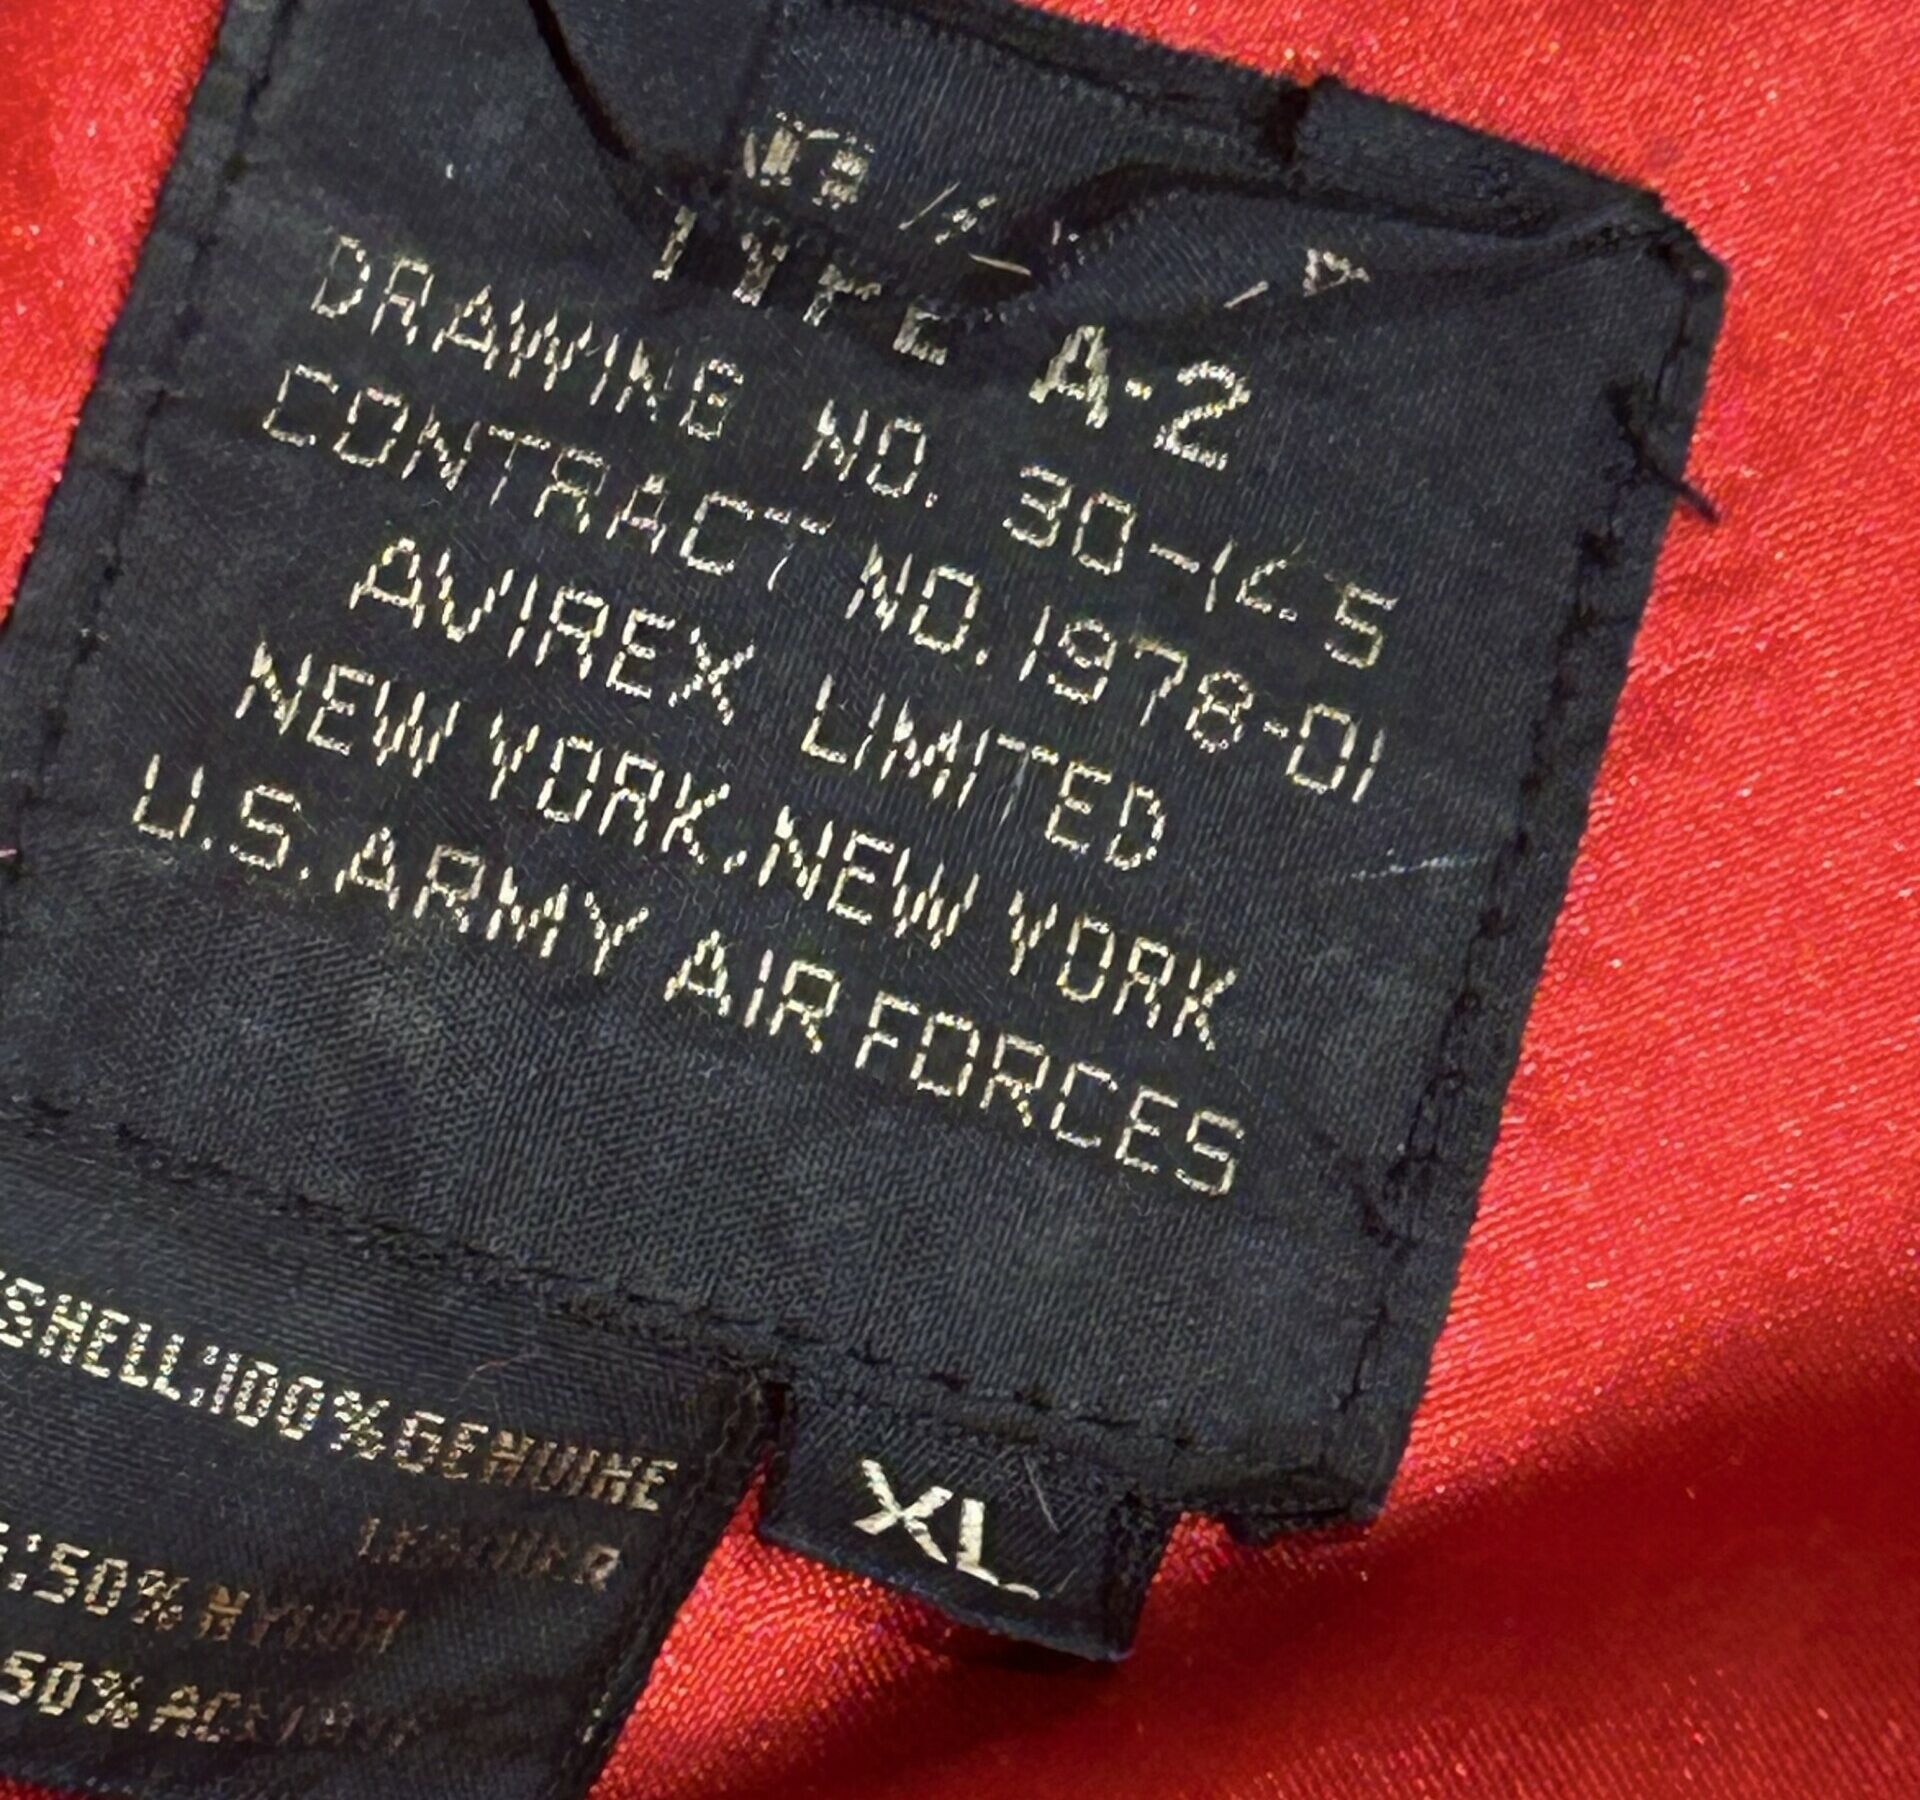 TYPE A-2
DRAWING NO. 30-1415
CONTRACT NO. 1978-01
AVIREX LIMITED
NEW YORK, NEW YORK
U.S. ARMY AIR FORCES
SHELL: 100% GENUINE
LEATHER
: 50% NYLON
50%
XL